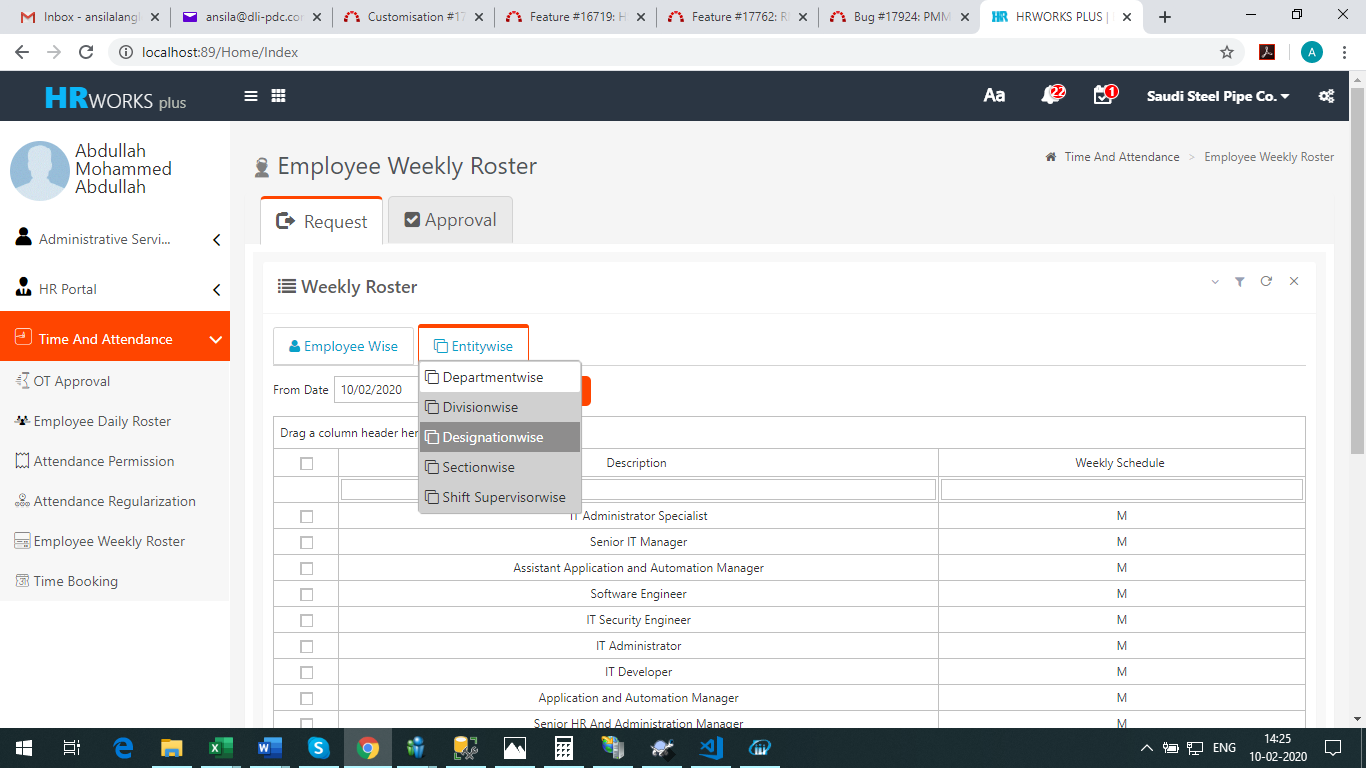 Inbox - ansilalangl
ansila@dli-pdc.cor
Customisation #17
Feature #16719: H
Feature #17762: R
Bug #17924: PMM
HRWORKS PLUS |
localhost:89/Home/Index
A
HRWORKS plus
Aa
22
1
Saudi Steel Pipe Co.
Abdullah
Mohammed
Abdullah
Employee Weekly Roster
Time And Attendance > Employee Weekly Roster
Request
Approval
Administrative Servi...
HR Portal
Time And Attendance
OT Approval
Employee Daily Roster
Attendance Permission
Attendance Regularization
Employee Weekly Roster
Time Booking
Weekly Roster
Employee Wise
Entitywise
Departmentwise
Divisionwise
Designationwise
Sectionwise
Shift Supervisorwise
From Date 10/02/2020
Drag a column header her
Description Weekly Schedule
IT Administrator Specialist M
Senior IT Manager M
Assistant Application and Automation Manager M
Software Engineer M
IT Security Engineer M
IT Administrator M
IT Developer M
Application and Automation Manager M
Senior HR And Administration Manager M
ENG
14:25
10-02-2020